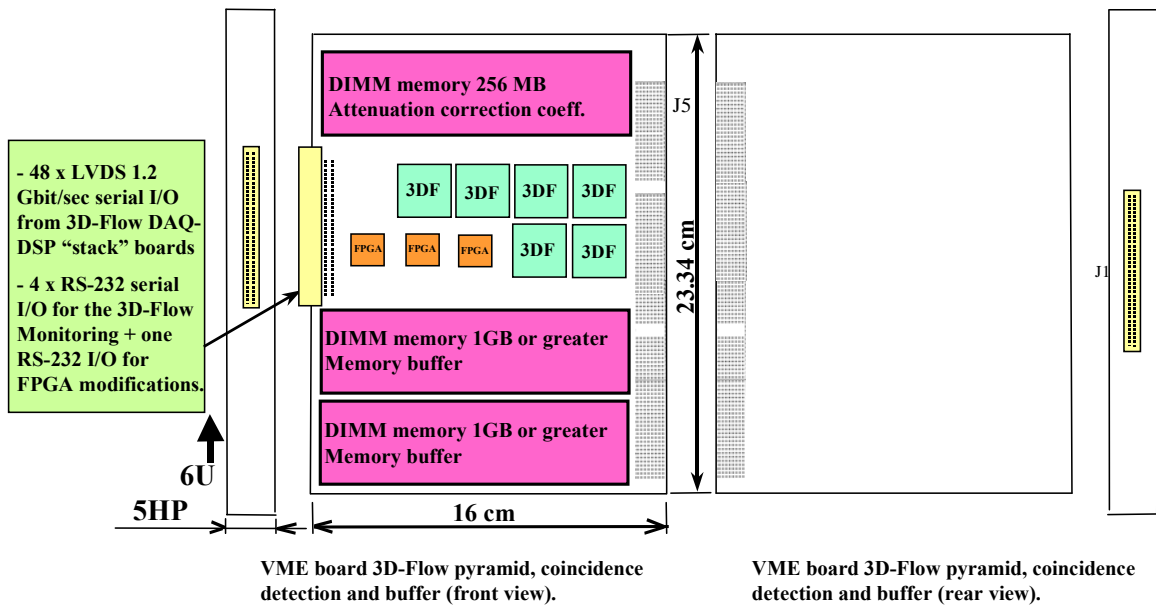 - 48 x LVDS 1.2
Gbit/sec serial I/O
from 3D-Flow DAQ-
DSP “stack” boards
- 4 x RS-232 serial
I/O for the 3D-Flow
Monitoring + one
RS-232 I/O for
FPGA modifications.
6U
5HP
DIMM memory 256 MB
Attenuation correction coeff.
3DF
3DF
3DF
3DF
FPGA
FPGA
FPGA
3DF
3DF
DIMM memory 1GB or greater
Memory buffer
DIMM memory 1GB or greater
Memory buffer
16 cm
J5
23.34 cm
J1
VME board 3D-Flow pyramid, coincidence
detection and buffer (front view).
VME board 3D-Flow pyramid, coincidence
detection and buffer (rear view).